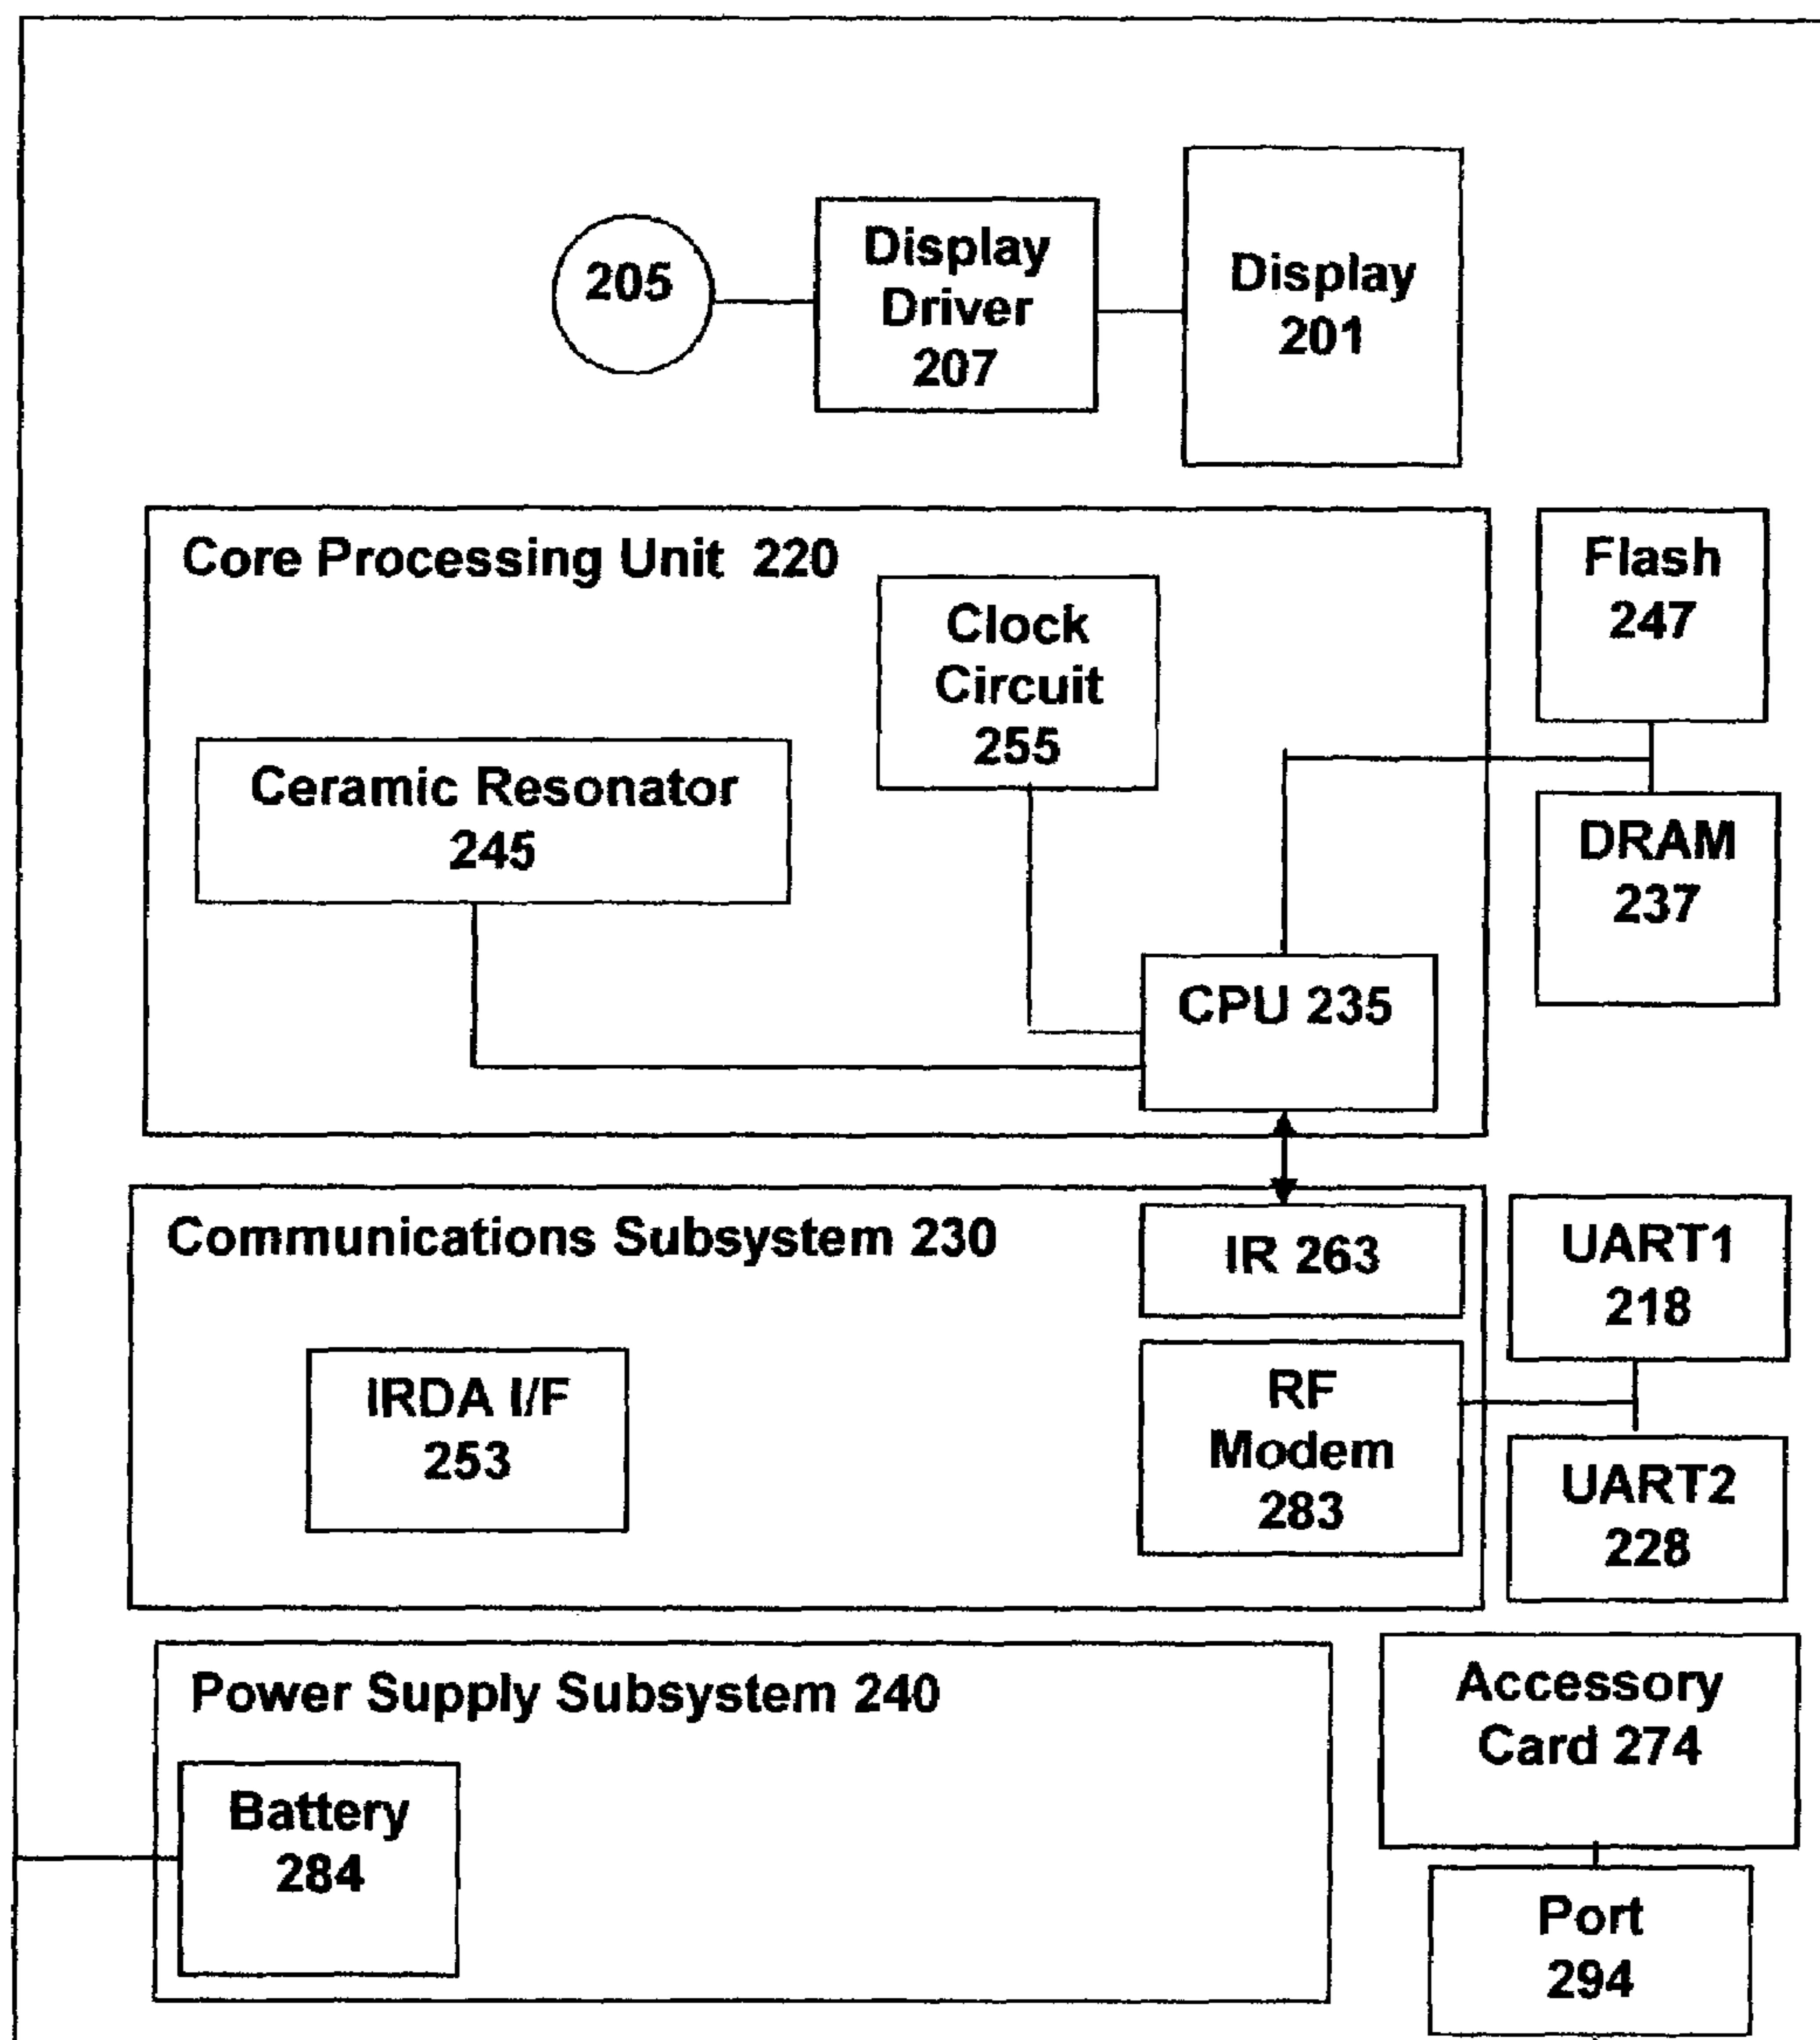 205
Display
Driver
207
Display
201
Core Processing Unit 220
Clock
Circuit
255
Ceramic Resonator
245
CPU 235
Flash
247
DRAM
237
Communications Subsystem 230
IR 263
IRDA I/F
253
RF
Modem
283
UART1
218
UART2
228
Power Supply Subsystem 240
Battery
284
Accessory
Card 274
Port
294